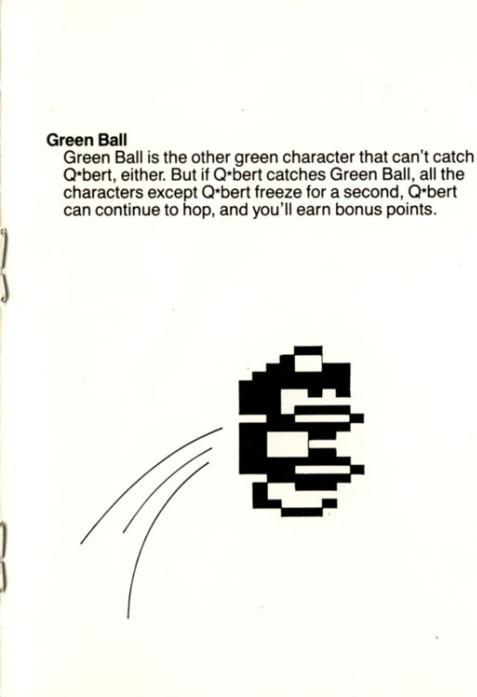 Green Ball
Green Ball is the other green character that can't catch
Q*bert, either. But if Q*bert catches Green Ball, all the
characters except Q*bert freeze for a second, Q*bert
can continue to hop, and you'll earn bonus points.